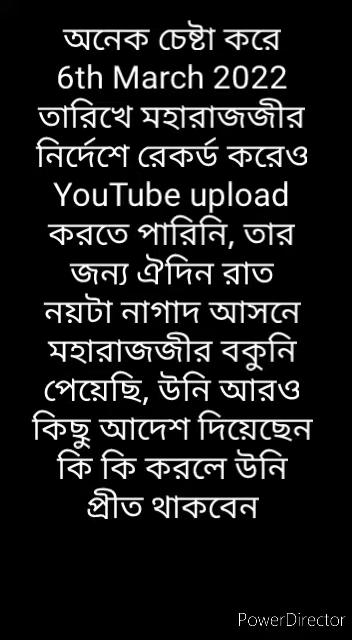 অনেক চেষ্টা করে
6th March 2022
তারিখে মহারাজজীর
নির্দেশে রেকর্ড করেও
YouTube upload
করতে পারিনি, তার
জন্য ঐদিন রাত
নয়টা নাগাদ আসনে
মহারাজজীর বকুনি
পেয়েছি, উনি আরও
কিছু আদেশ দিয়েছেন
কি কি করলে উনি
প্রীত থাকবেন
PowerDirector